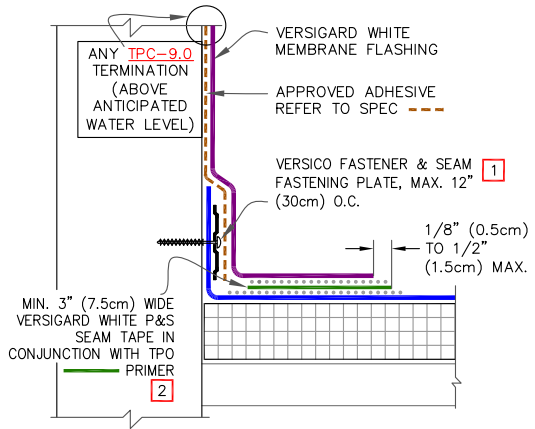 ANY TPC-9.0
TERMINATION
(ABOVE
ANTICIPATED
WATER LEVEL)
VERSIGARD WHITE
MEMBRANE FLASHING
APPROVED ADHESIVE
REFER TO SPEC
VERSICO FASTENER & SEAM
FASTENING PLATE, MAX. 12"
(30cm) O.C.
1
1/8" (0.5cm)
TO 1/2"
(1.5cm) MAX.
MIN. 3" (7.5cm) WIDE
VERSIGARD WHITE P&S
SEAM TAPE IN
CONJUNCTION WITH TPO
PRIMER
2